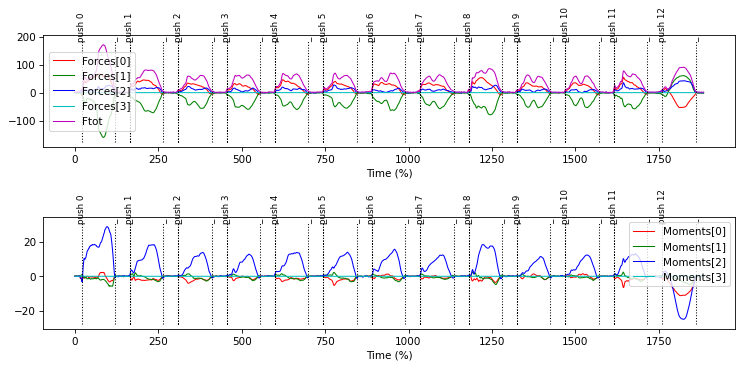 push 0 push 1 push 2 push 3 push 4 push 5 push 6 push 7 push 8 push 9 push 10 push 11 push 12
200
100
0
−100
Forces[0]
Forces[1]
Forces[2]
Forces[3]
Ftot
0 250 500 750 1000 1250 1500 1750
Time (%)
push 0 push 1 push 2 push 3 push 4 push 5 push 6 push 7 push 8 push 9 push 10 push 11 push 12
20
0
−20
Moments[0]
Moments[1]
Moments[2]
Moments[3]
0 250 500 750 1000 1250 1500 1750
Time (%)